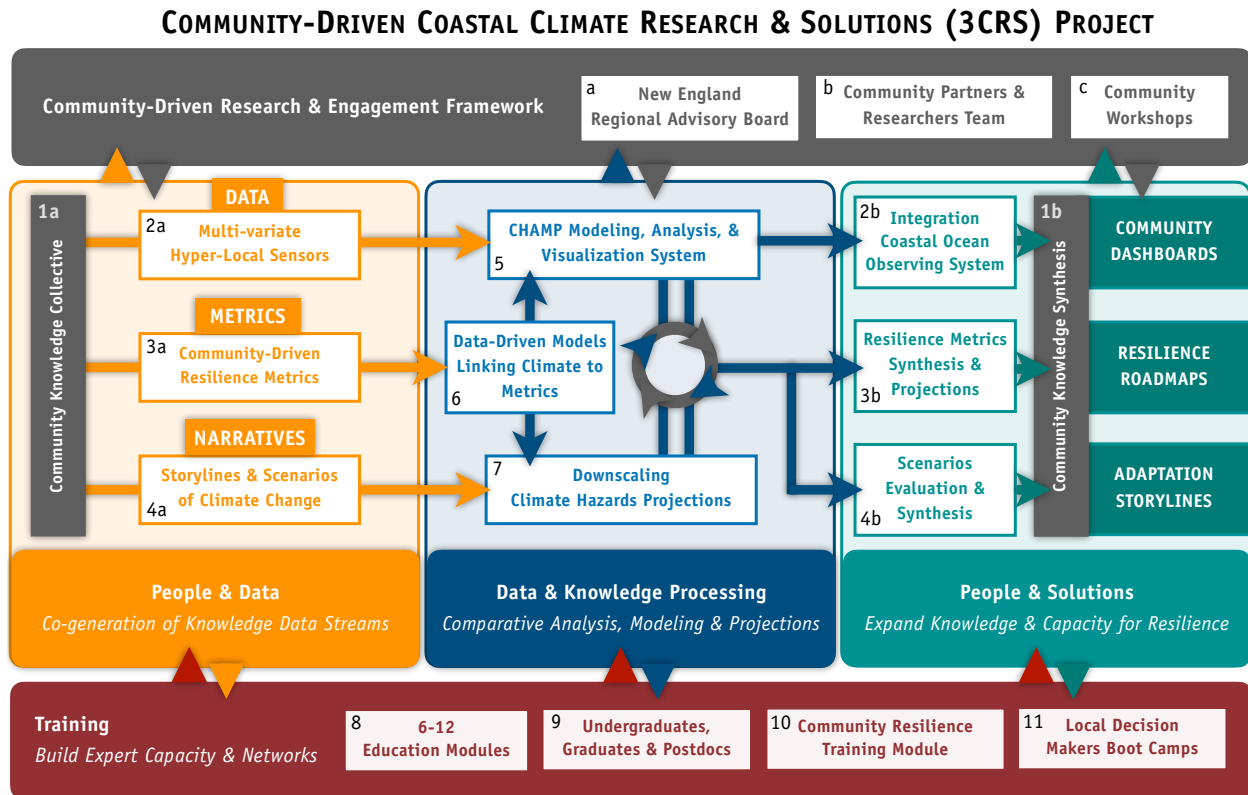 COMMUNITY-DRIVEN COASTAL CLIMATE RESEARCH & SOLUTIONS (3CRS) PROJECT
Community-Driven Research & Engagement Framework
a
New England
Regional Advisory Board
b
Community Partners &
Researchers Team
c
Community
Workshops
1a
Community Knowledge Collective
DATA
2a
Multi-variate
Hyper-Local Sensors
METRICS
3a
Community-Driven
Resilience Metrics
NARRATIVES
Storylines & Scenarios
of Climate Change
4a
CHAMP Modeling, Analysis, &
Visualization System
5
Data-Driven Models
Linking Climate to
Metrics
6
7
Downscaling
Climate Hazards Projections
2b
Integration
Coastal Ocean
Observing System
Resilience Metrics
Synthesis &
Projections
3b
Scenarios
Evaluation &
Synthesis
4b
1b
Community Knowledge Synthesis
COMMUNITY
DASHBOARDS
RESILIENCE
ROADMAPS
ADAPTATION
STORYLINES
People & Data
Co-generation of Knowledge Data Streams
Data & Knowledge Processing
Comparative Analysis, Modeling & Projections
People & Solutions
Expand Knowledge & Capacity for Resilience
Training
Build Expert Capacity & Networks
8
6-12
Education Modules
9
Undergraduates,
Graduates & Postdocs
10
Community Resilience
Training Module
11
Local Decision
Makers Boot Camps